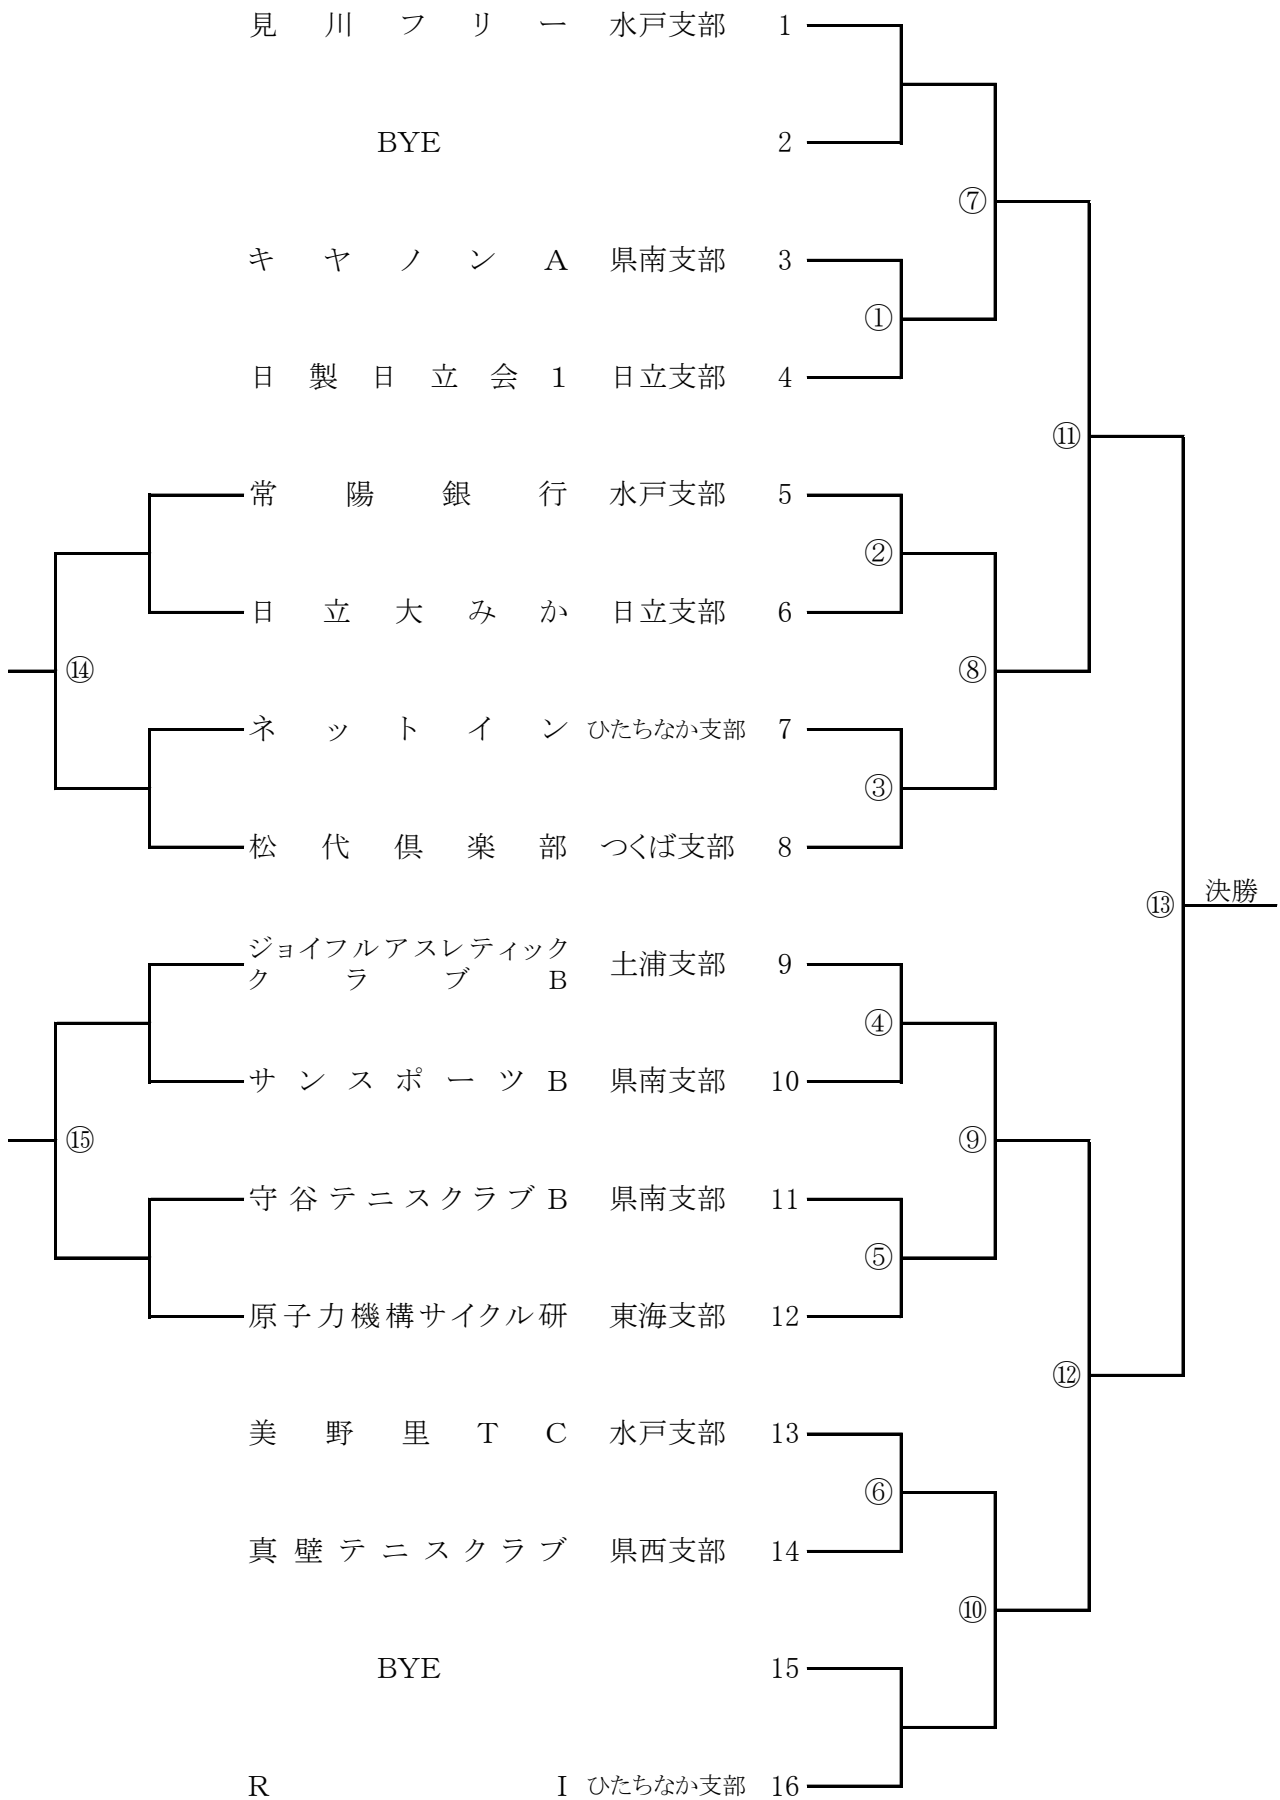 見川フリー 水戸支部 1
BYE 2
⑦
キヤノンA 県南支部 3
①
日製日立会1 日立支部 4
⑪
常陽銀行 水戸支部 5
②
日立大みか 日立支部 6
⑭ ⑧
ネットイン ひたちなか支部 7
③
松代倶楽部 つくば支部 8
⑬ 決勝
ジョイフルアスレティック
クラブB 土浦支部 9
④
サンスポーツB 県南支部 10
⑮ ⑨
守谷テニスクラブB 県南支部 11
⑤
原子力機構サイクル研 東海支部 12
⑫
美野里TC 水戸支部 13
⑥
真壁テニスクラブ 県西支部 14
⑩
BYE 15
RI ひたちなか支部 16